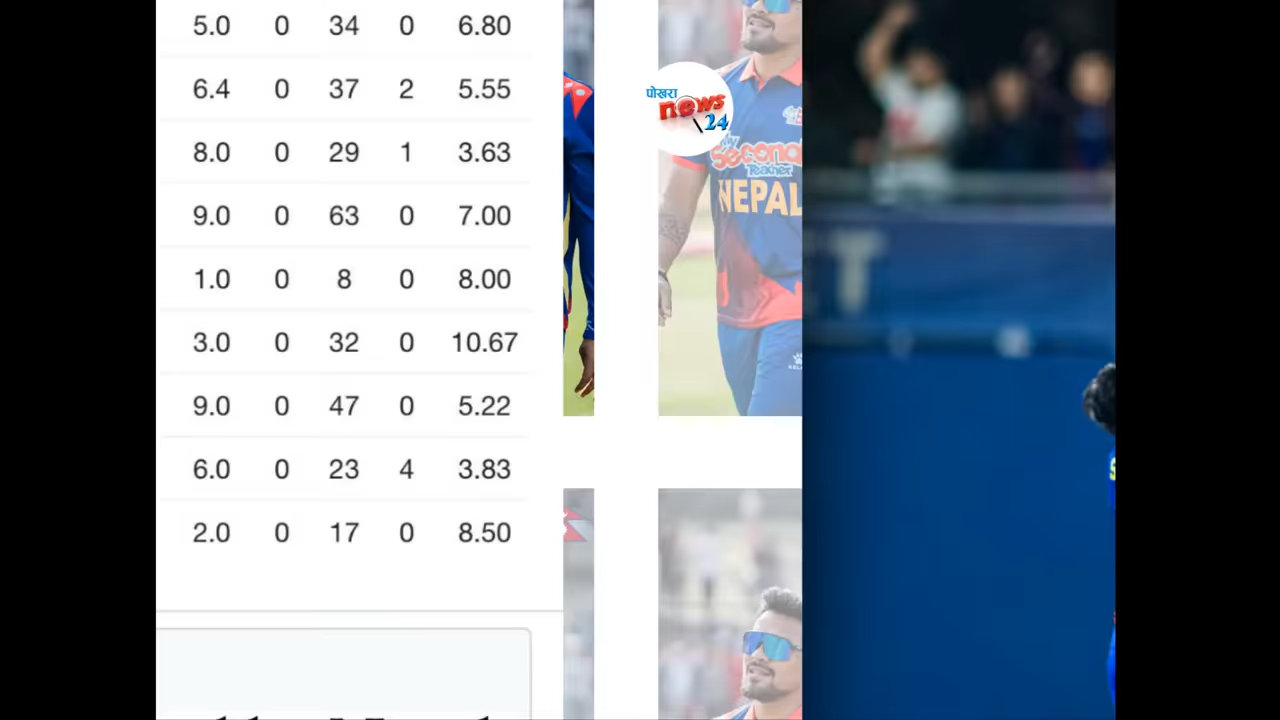 5.0 0 34 0 6.80
6.4 0 37 2 5.55
8.0 0 29 1 3.63
9.0 0 63 0 7.00
1.0 0 8 0 8.00
3.0 0 32 0 10.67
9.0 0 47 0 5.22
6.0 0 23 4 3.83
2.0 0 17 0 8.50
पोखरा
news
24
Second
Teacher
NEPAL
T